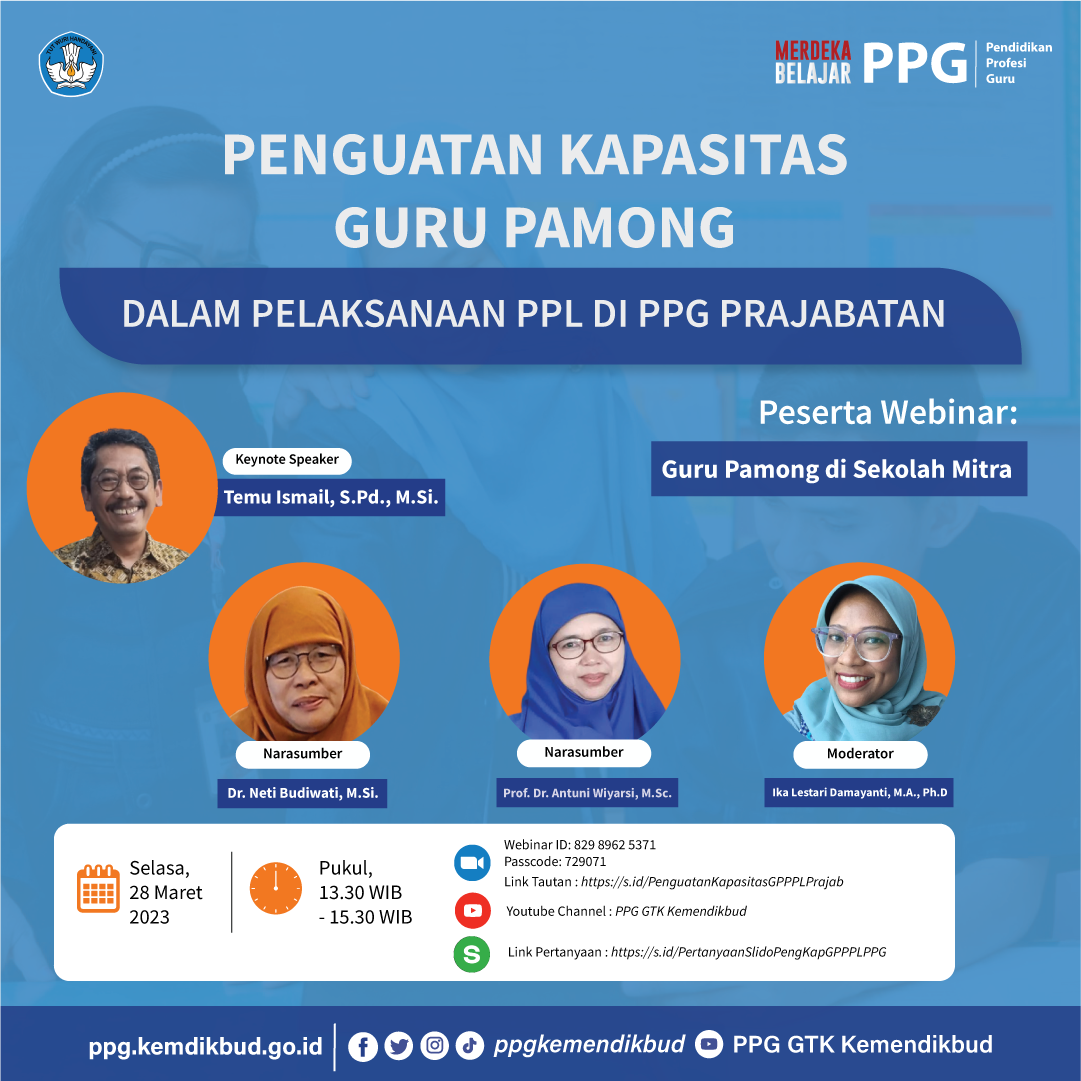 TUT WURI HANDAYANI
MERDEKA
BELAJAR
PPG
Pendidikan
Profesi
Guru
PENGUATAN KAPASITAS
GURU PAMONG
DALAM PELAKSANAAN PPL DI PPG PRAJABATAN
Peserta Webinar:
Guru Pamong di Sekolah Mitra
Keynote Speaker
Temu Ismail, S.Pd., M.Si.
Narasumber
Dr. Neti Budiwati, M.Si.
Narasumber
Prof. Dr. Antuni Wiyarsi, M.Sc.
Moderator
Ika Lestari Damayanti, M.A., Ph.D
Selasa,
28 Maret
2023
Pukul,
13.30 WIB
- 15.30 WIB
Webinar ID: 829 8962 5371
Passcode: 729071
Link Tautan : https://s.id/PenguatanKapasitasGPPPLPrajab
Youtube Channel : PPG GTK Kemendikbud
S
Link Pertanyaan : https://s.id/PertanyaanSlidoPengKapGPPPLPPG
ppg.kemdikbud.go.id
ppgkemendikbud
PPG GTK Kemendikbud